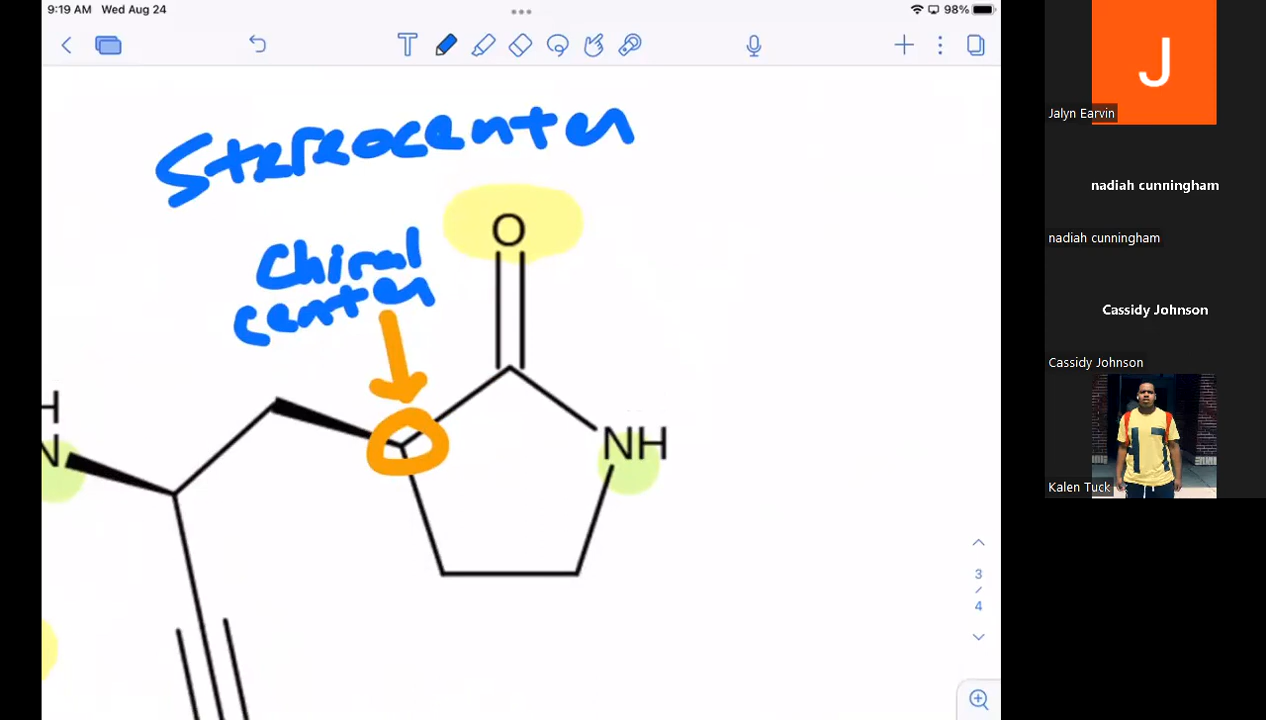 9:19 AM Wed Aug 24
98%
T
Stereocenter
Chiral
center
O
NH
H
N
3
/
4
J
Jalyn Earvin
nadiah cunningham
nadiah cunningham
Cassidy Johnson
Cassidy Johnson
Kalen Tuck